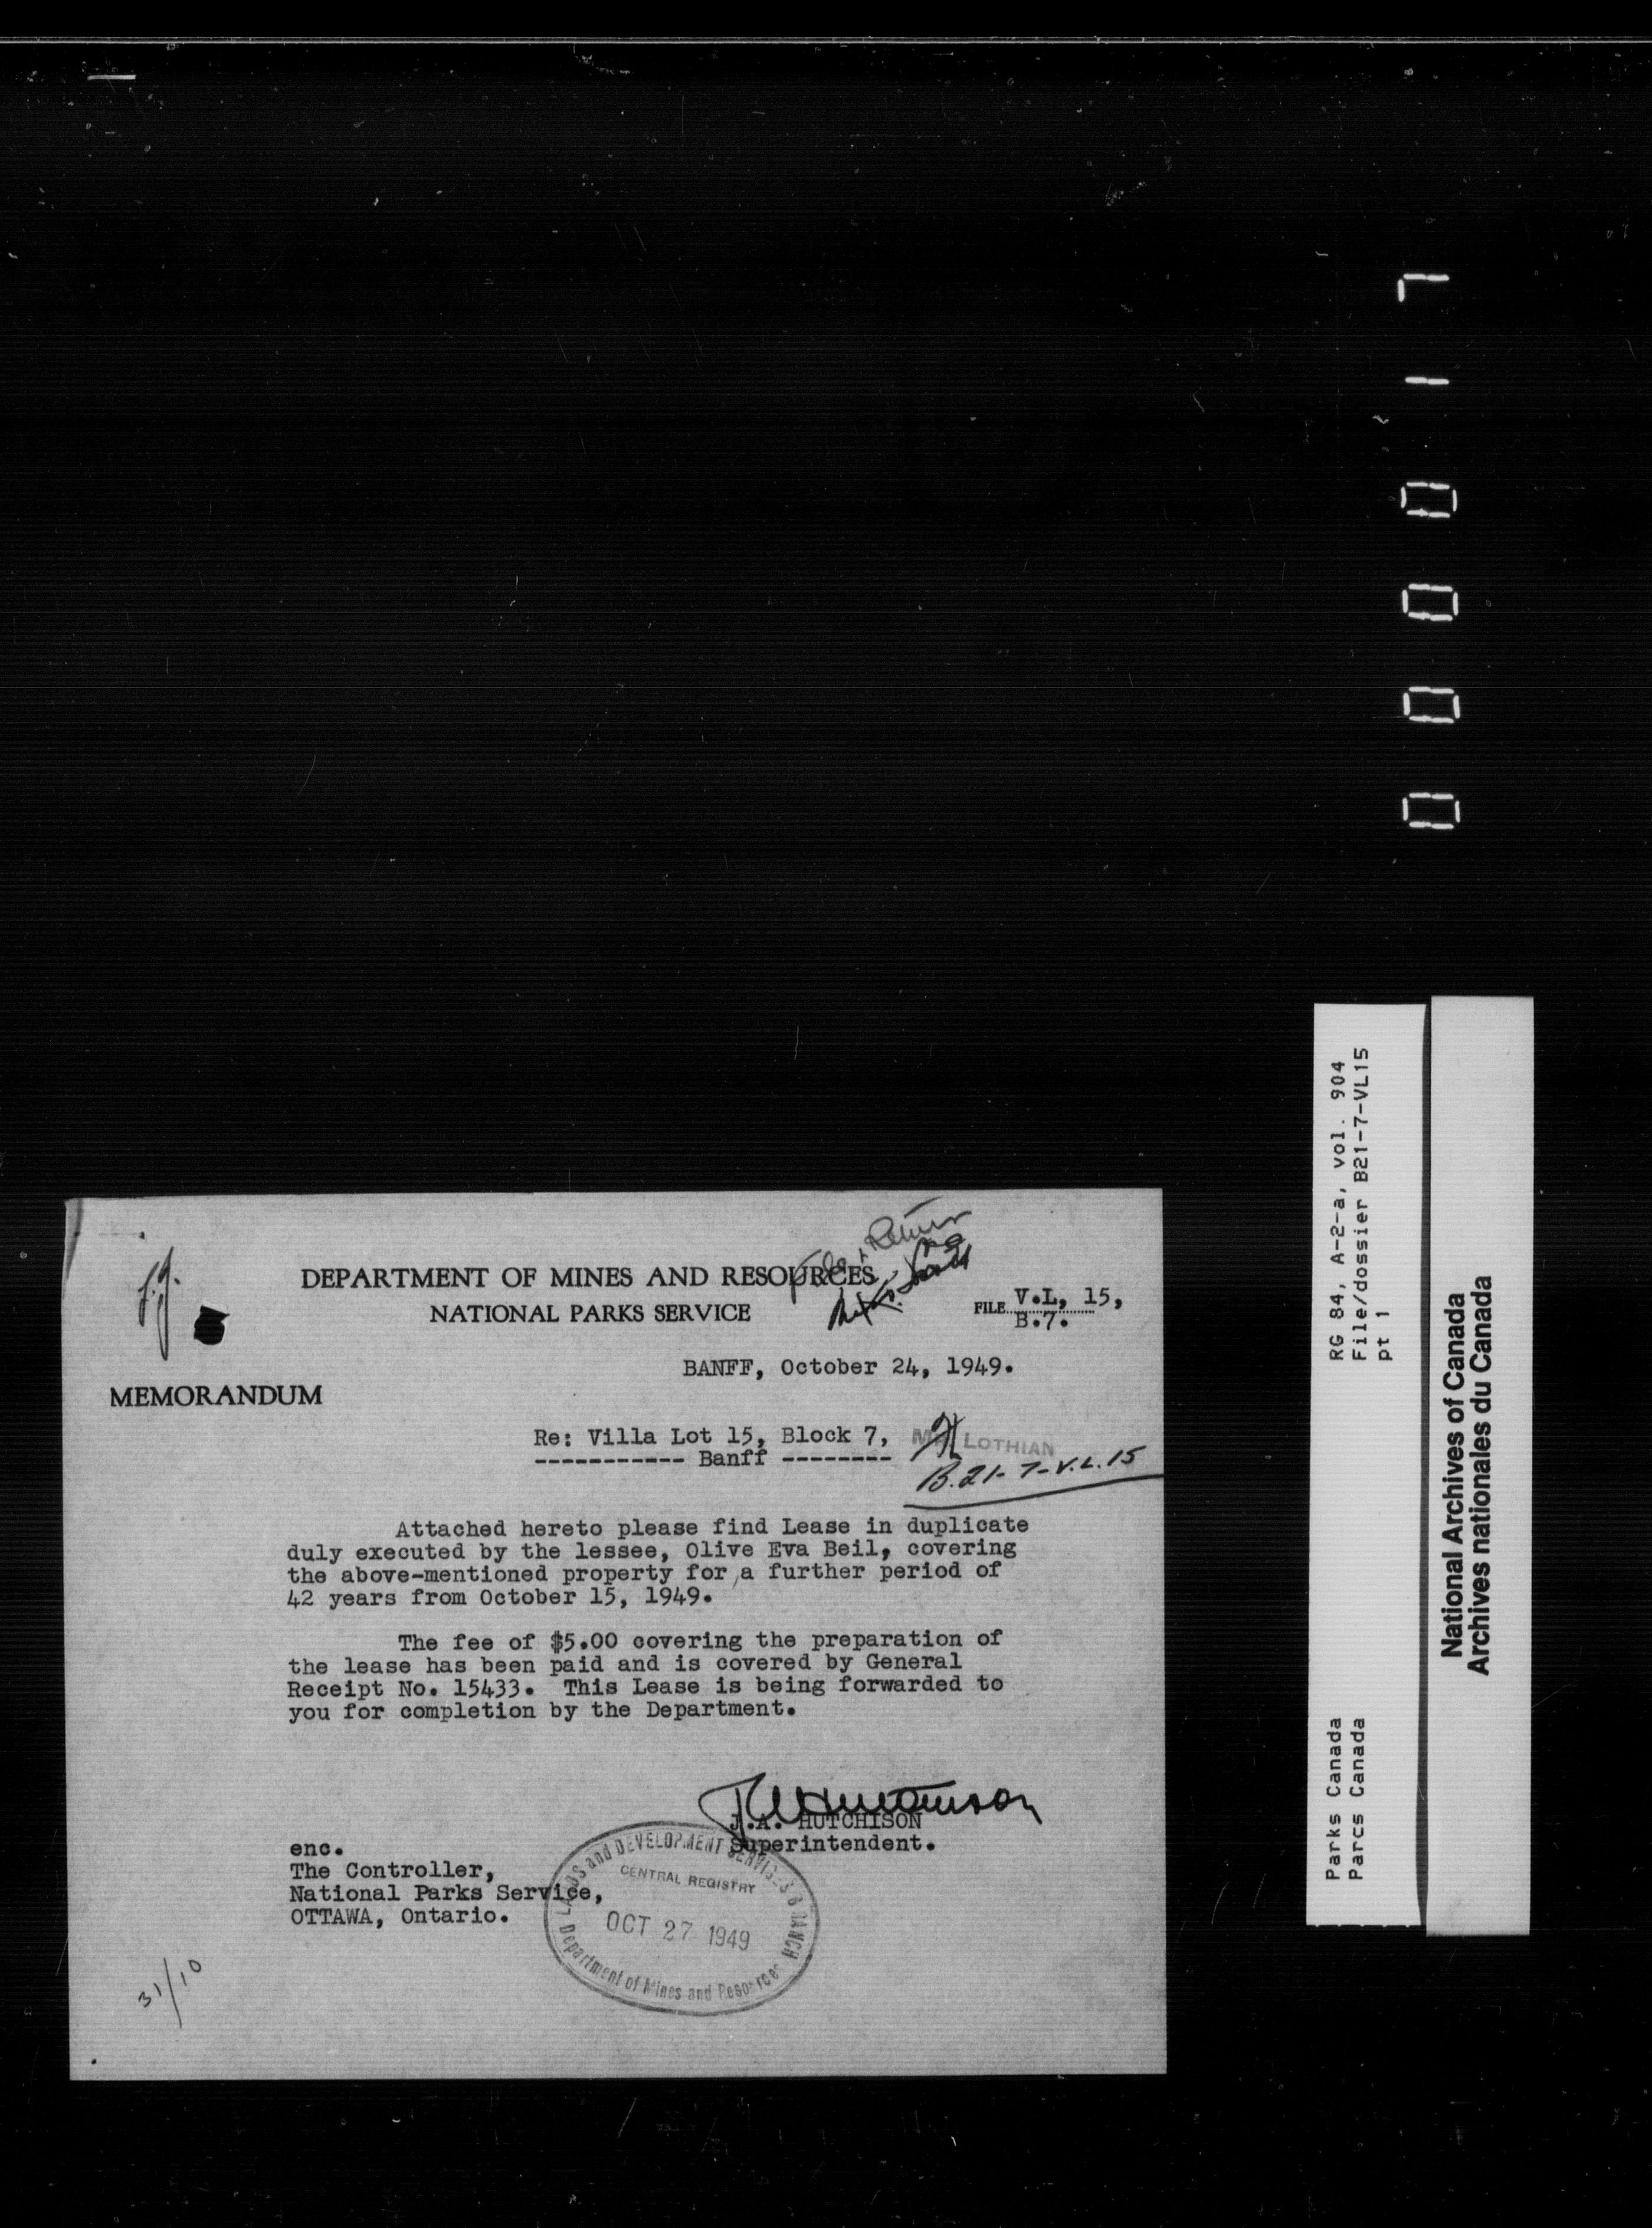 DEPARTMENT OF MINES AND RESOURCES
NATIONAL PARKS SERVICE
FILE V.L, 15,
B.7.
BANFF, October 24, 1949.
MEMORANDUM
Re: Villa Lot 15, Block 7,
----------- Banff --------
LOTHIAN
B.21-7-V.L.15
Attached hereto please find Lease in duplicate
duly executed by the lessee, Olive Eva Beil, covering
the above-mentioned property for a further period of
42 years from October 15, 1949.
The fee of $5.00 covering the preparation of
the lease has been paid and is covered by General
Receipt No. 15433. This Lease is being forwarded to
you for completion by the Department.
J.A. HUTCHISON
Superintendent.
enc.
The Controller,
National Parks Service,
OTTAWA, Ontario.
LANDS and DEVELOPMENT SERVICES BRANCH
CENTRAL REGISTRY
OCT 27 1949
Department of Mines and Resources
31/10
RG 84, A-2-a, vol. 904
File/dossier B21-7-VL15
pt 1
Parks Canada
Parcs Canada
National Archives of Canada
Archives nationales du Canada